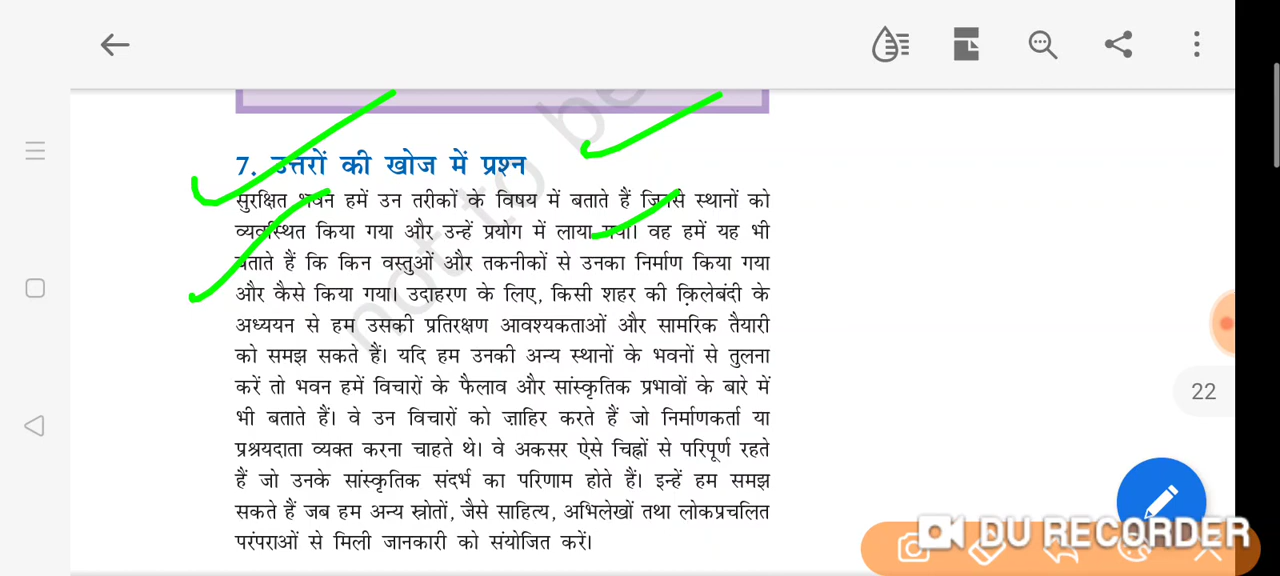 7. उत्तरों की खोज में प्रश्न
सुरक्षित भवन हमें उन तरीकों के विषय में बताते हैं जिनसे स्थानों को
व्यवस्थित किया गया और उन्हें प्रयोग में लाया गया। वह हमें यह भी
बताते हैं कि किन वस्तुओं और तकनीकों से उनका निर्माण किया गया
और कैसे किया गया। उदाहरण के लिए, किसी शहर की क़िलेबंदी के
अध्ययन से हम उसकी प्रतिरक्षण आवश्यकताओं और सामरिक तैयारी
को समझ सकते हैं। यदि हम उनकी अन्य स्थानों के भवनों से तुलना
करें तो भवन हमें विचारों के फैलाव और सांस्कृतिक प्रभावों के बारे में
भी बताते हैं। वे उन विचारों को ज़ाहिर करते हैं जो निर्माणकर्ता या
प्रश्रयदाता व्यक्त करना चाहते थे। वे अकसर ऐसे चिह्नों से परिपूर्ण रहते
हैं जो उनके सांस्कृतिक संदर्भ का परिणाम होते हैं। इन्हें हम समझ
सकते हैं जब हम अन्य स्रोतों, जैसे साहित्य, अभिलेखों तथा लोकप्रचलित
परंपराओं से मिली जानकारी को संयोजित करें।
not to be
22
DU RECORDER